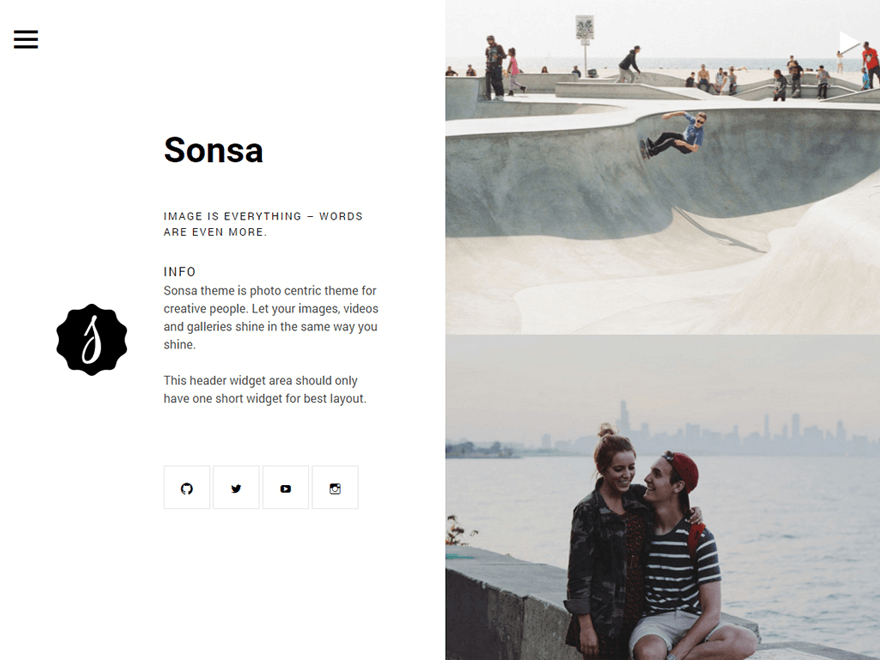 Sonsa
IMAGE IS EVERYTHING – WORDS
ARE EVEN MORE.
INFO
Sonsa theme is photo centric theme for
creative people. Let your images, videos
and galleries shine in the same way you
shine.
This header widget area should only
have one short widget for best layout.
s